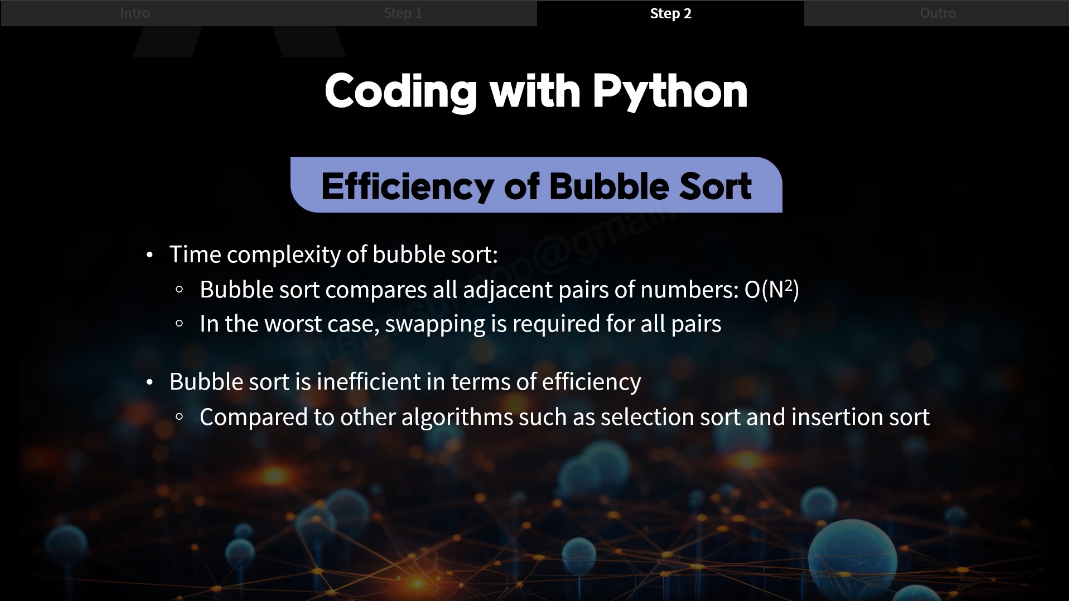 Intro
Step 1
Step 2
Outro
Coding with Python
Efficiency of Bubble Sort
• Time complexity of bubble sort:
◦ Bubble sort compares all adjacent pairs of numbers: O(N²)
◦ In the worst case, swapping is required for all pairs
• Bubble sort is inefficient in terms of efficiency
◦ Compared to other algorithms such as selection sort and insertion sort